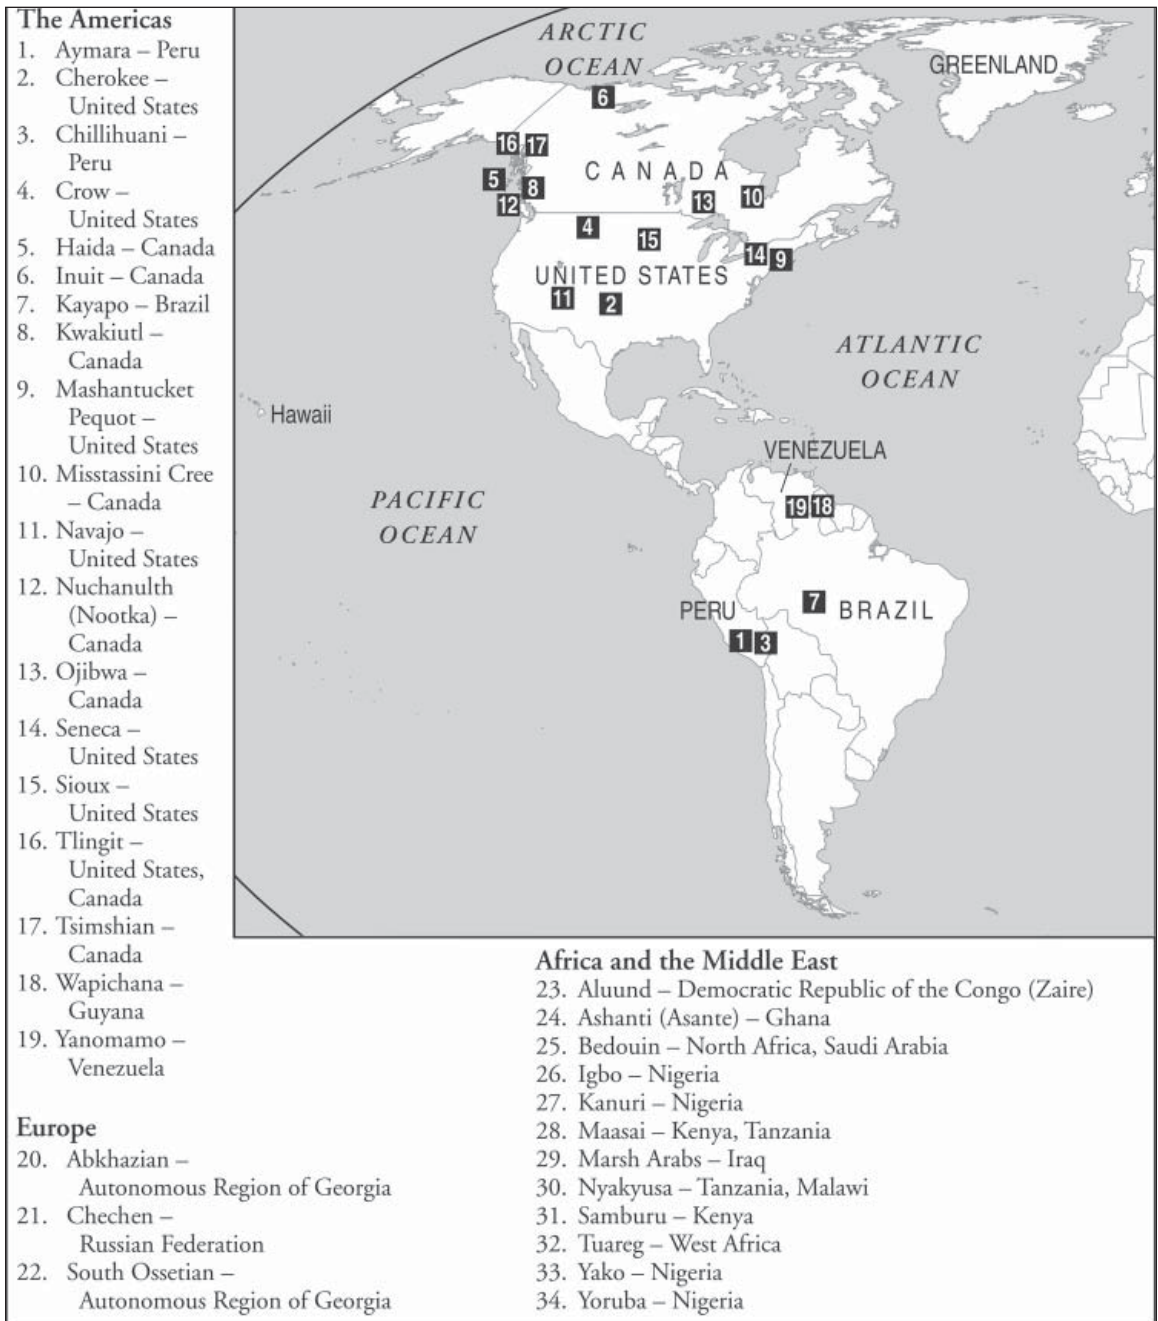 The Americas
1. Aymara – Peru
2. Cherokee –
United States
3. Chillihuani –
Peru
4. Crow –
United States
5. Haida – Canada
6. Inuit – Canada
7. Kayapo – Brazil
8. Kwakiutl –
Canada
9. Mashantucket
Pequot –
United States
10. Misstassini Cree
– Canada
11. Navajo –
United States
12. Nuchanulth
(Nootka) –
Canada
13. Ojibwa –
Canada
14. Seneca –
United States
15. Sioux –
United States
16. Tlingit –
United States,
Canada
17. Tsimshian –
Canada
18. Wapichana –
Guyana
19. Yanomamo –
Venezuela
Europe
20. Abkhazian –
Autonomous Region of Georgia
21. Chechen –
Russian Federation
22. South Ossetian –
Autonomous Region of Georgia
ARCTIC
OCEAN
GREENLAND
6
16 17
CANADA
5 8
12 13 10
4 15
14 9
UNITED STATES
11 2
ATLANTIC
OCEAN
Hawaii
VENEZUELA
PACIFIC
OCEAN
19 18
7
PERU
BRAZIL
1 3
Africa and the Middle East
23. Aluund – Democratic Republic of the Congo (Zaire)
24. Ashanti (Asante) – Ghana
25. Bedouin – North Africa, Saudi Arabia
26. Igbo – Nigeria
27. Kanuri – Nigeria
28. Maasai – Kenya, Tanzania
29. Marsh Arabs – Iraq
30. Nyakyusa – Tanzania, Malawi
31. Samburu – Kenya
32. Tuareg – West Africa
33. Yako – Nigeria
34. Yoruba – Nigeria